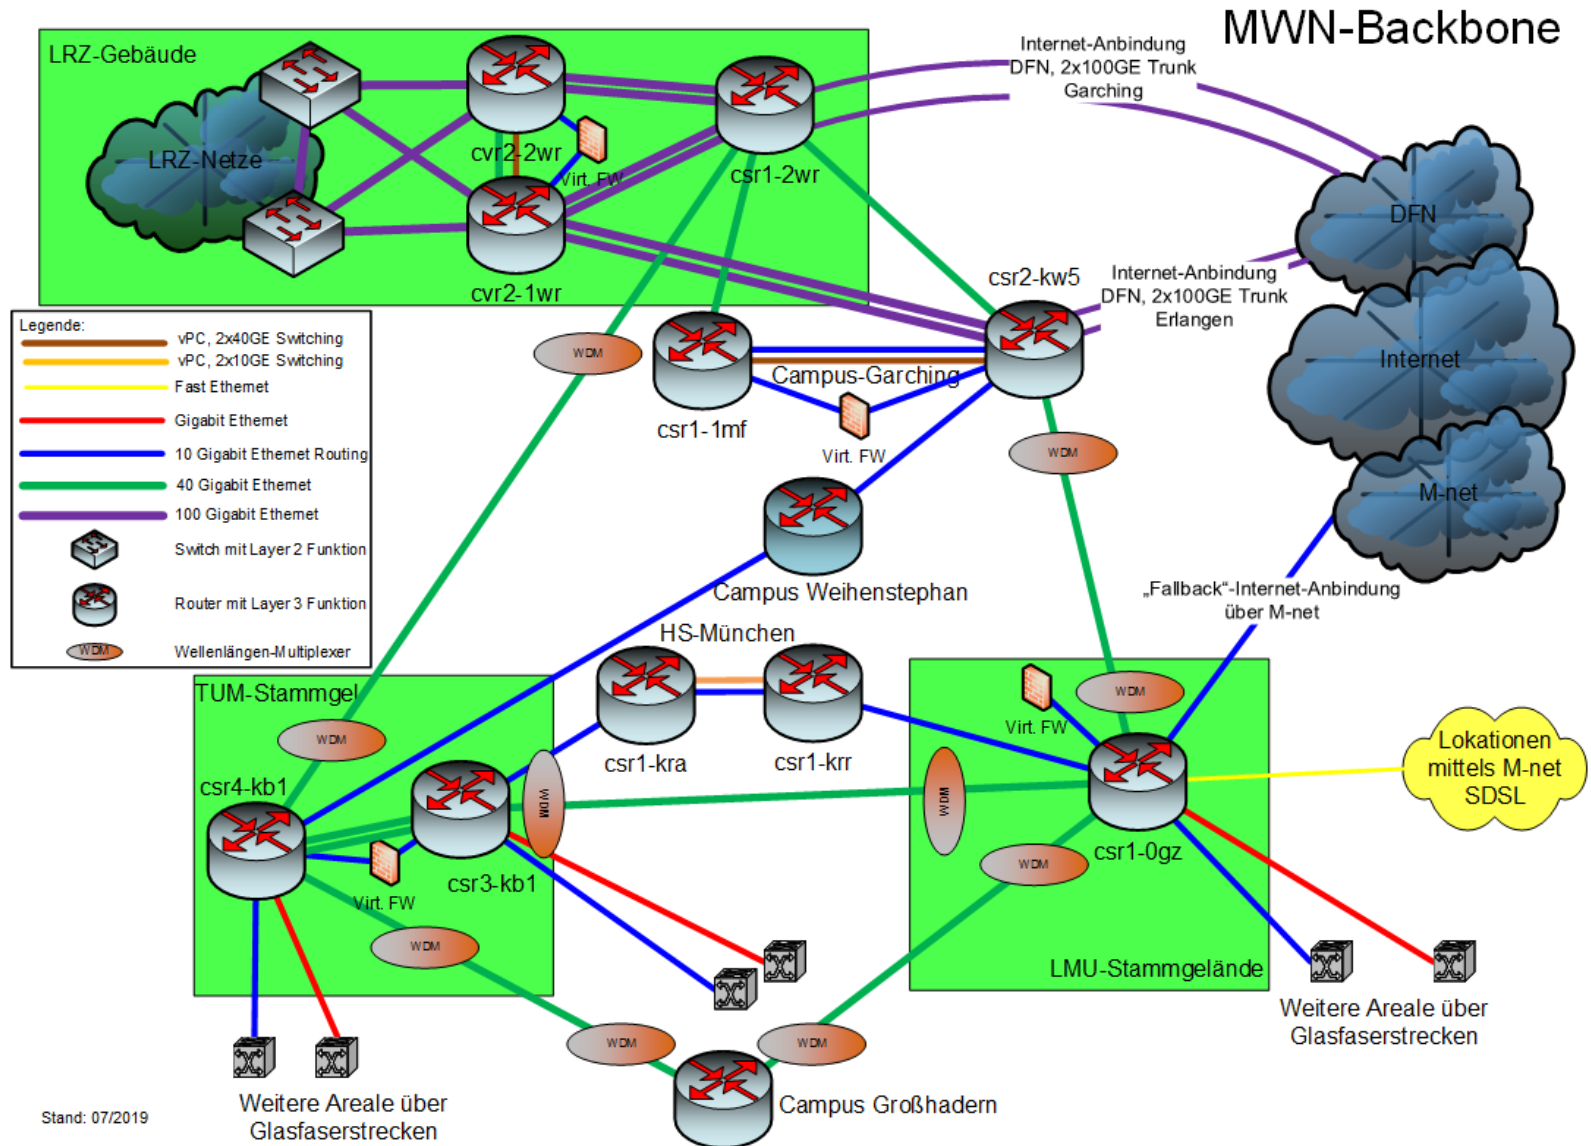 MWN-Backbone
LRZ-Gebäude
Internet-Anbindung
DFN, 2x100GE Trunk
Garching
LRZ-Netze
cvr2-2wr
Virt. FW
csr1-2wr
DFN
cvr2-1wr
csr2-kw5
Internet-Anbindung
DFN, 2x100GE Trunk
Erlangen
Legende:
vPC, 2x40GE Switching
vPC, 2x10GE Switching
Fast Ethernet
Gigabit Ethernet
10 Gigabit Ethernet Routing
40 Gigabit Ethernet
100 Gigabit Ethernet
Switch mit Layer 2 Funktion
Router mit Layer 3 Funktion
WDM
Wellenlängen-Multiplexer
WDM
Campus-Garching
csr1-1mf
Virt. FW
WDM
Internet
M-net
Campus Weihenstephan
„Fallback“-Internet-Anbindung
über M-net
HS-München
csr1-kra
csr1-krr
TUM-Stammgel
WDM
csr4-kb1
WDM
csr3-kb1
Virt. FW
WDM
WDM
Virt. FW
WDM
csr1-0gz
WDM
LMU-Stammgelände
Lokationen
mittels M-net
SDSL
Weitere Areale über
Glasfaserstrecken
WDM
WDM
Campus Großhadern
Weitere Areale über
Glasfaserstrecken
Stand: 07/2019